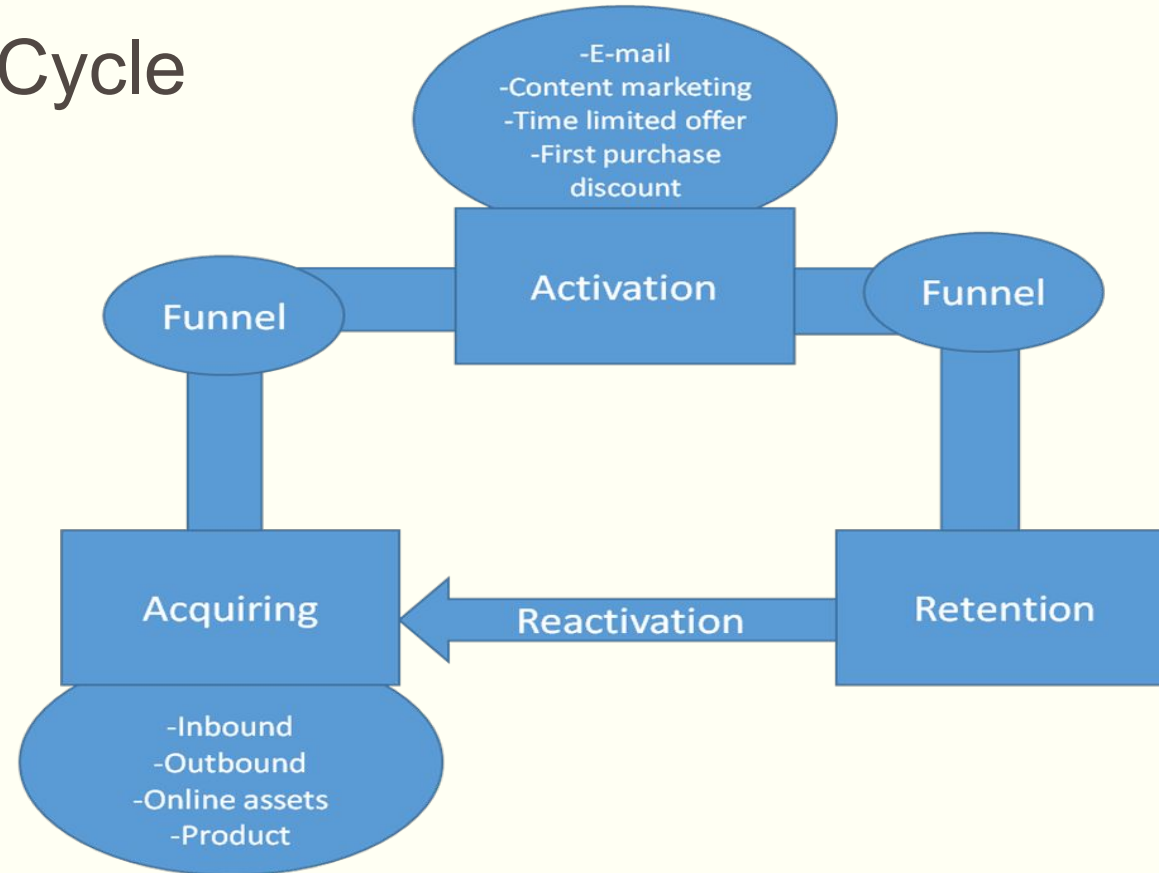 Cycle
-E-mail
-Content marketing
-Time limited offer
-First purchase
discount
Funnel
Activation
Funnel
Acquiring
Reactivation
Retention
-Inbound
-Outbound
-Online assets
-Product